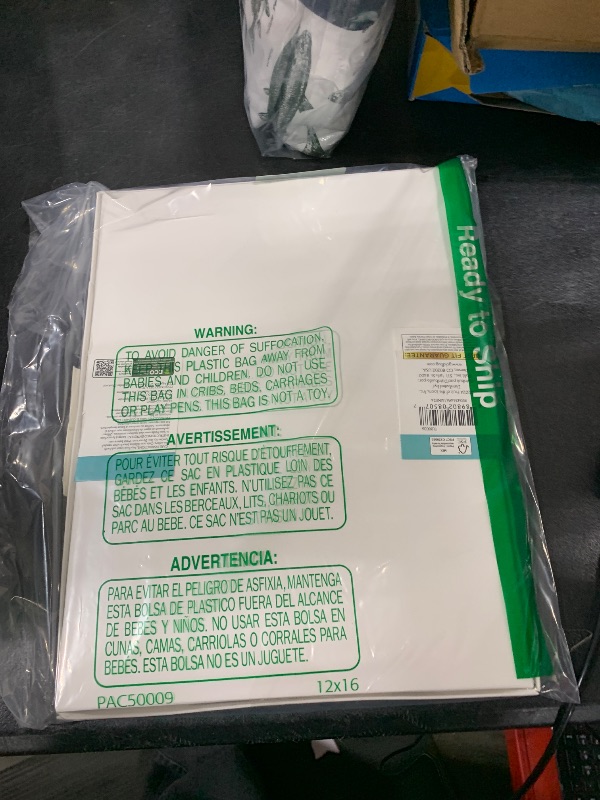 Ready to Ship
WARNING:
TO AVOID DANGER OF SUFFOCATION,
KEEP THIS PLASTIC BAG AWAY FROM
BABIES AND CHILDREN. DO NOT USE
THIS BAG IN CRIBS, BEDS, CARRIAGES
OR PLAY PENS. THIS BAG IS NOT A TOY.
AVERTISSEMENT:
POUR ÉVITER TOUT RISQUE D'ÉTOUFFEMENT,
GARDEZ CE SAC EN PLASTIQUE LOIN DES
BÉBÉS ET LES ENFANTS. N'UTILISEZ PAS CE
SAC DANS LES BERCEAUX, LITS, CHARIOTS OU
PARC AU BEBE. CE SAC N'EST PAS UN JOUET.
ADVERTENCIA:
PARA EVITAR EL PELIGRO DE ASFIXIA, MANTENGA
ESTA BOLSA DE PLASTICO FUERA DEL ALCANCE
DE BEBÉS Y NIÑOS. NO USAR ESTA BOLSA EN
CUNAS, CAMAS, CARRIOLAS O CORRALES PARA
BEBÉS. ESTA BOLSA NO ES UN JUGUETE.
PAC50009
12x16